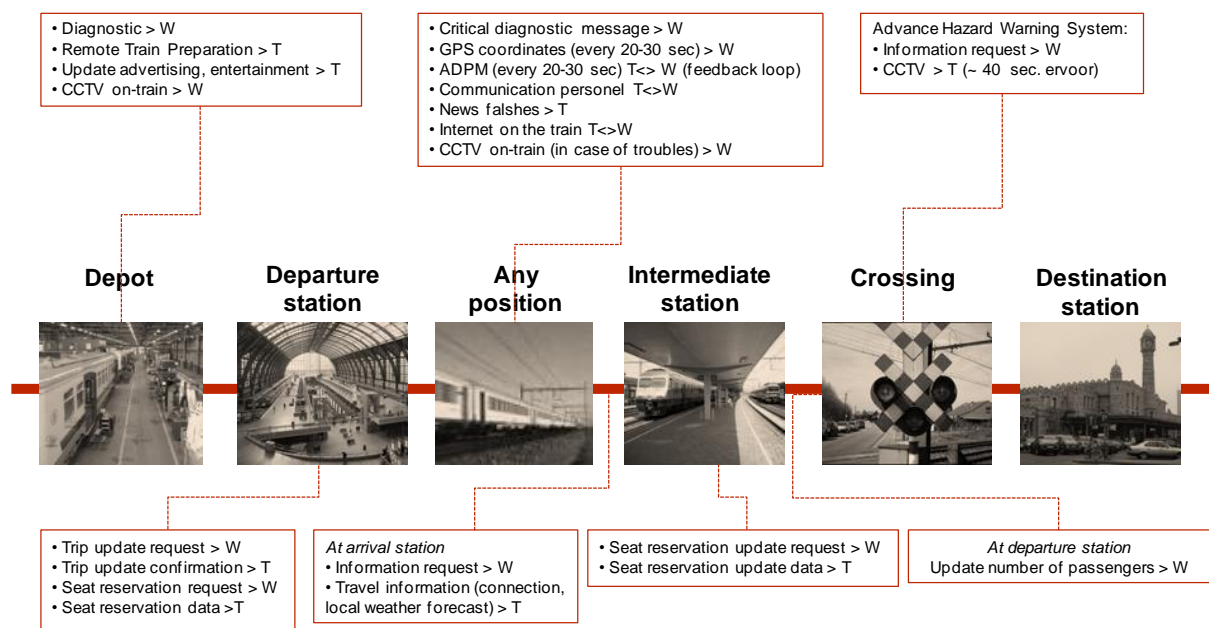 • Diagnostic > W
• Remote Train Preparation > T
• Update advertising, entertainment > T
• CCTV on-train > W
• Critical diagnostic message > W
• GPS coordinates (every 20-30 sec) > W
• ADPM (every 20-30 sec) T<> W (feedback loop)
• Communication personel T<>W
• News falshes > T
• Internet on the train T<>W
• CCTV on-train (in case of troubles) > W
Advance Hazard Warning System:
• Information request > W
• CCTV > T (~ 40 sec. ervoor)
Depot
Departure
station
Any
position
Intermediate
station
Crossing
Destination
station
• Trip update request > W
• Trip update confirmation > T
• Seat reservation request > W
• Seat reservation data >T
At arrival station
• Information request > W
• Travel information (connection,
local weather forecast) > T
• Seat reservation update request > W
• Seat reservation update data > T
At departure station
Update number of passengers > W